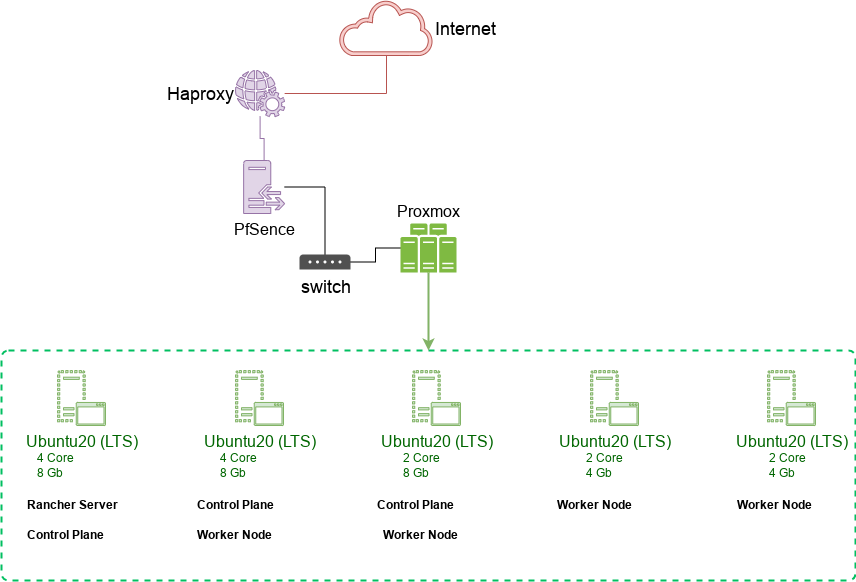 Internet
Haproxy
PfSence
Proxmox
switch
Ubuntu20 (LTS)
4 Core
8 Gb
Rancher Server
Control Plane
Ubuntu20 (LTS)
4 Core
8 Gb
Control Plane
Worker Node
Ubuntu20 (LTS)
2 Core
8 Gb
Control Plane
Worker Node
Ubuntu20 (LTS)
2 Core
4 Gb
Worker Node
Ubuntu20 (LTS)
2 Core
4 Gb
Worker Node